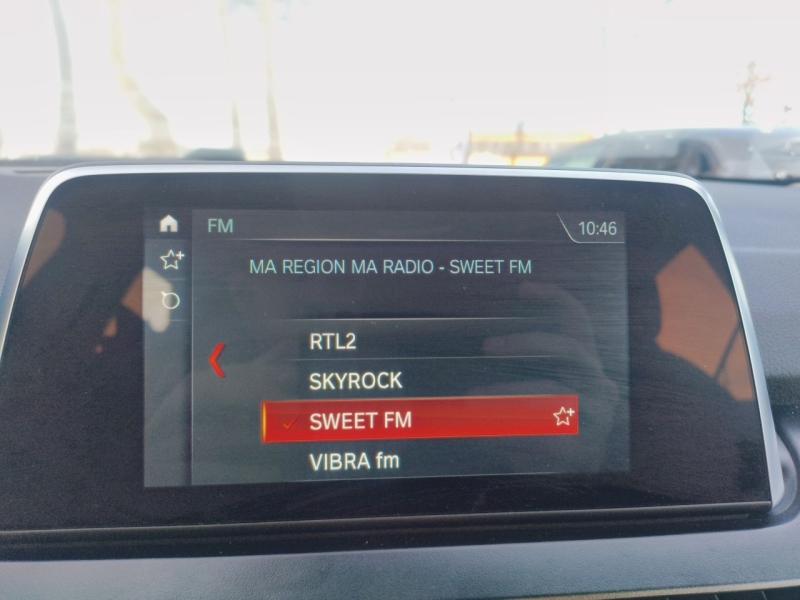 FM
10:46
MA REGION MA RADIO - SWEET FM
RTL2
SKYROCK
SWEET FM
VIBRA fm